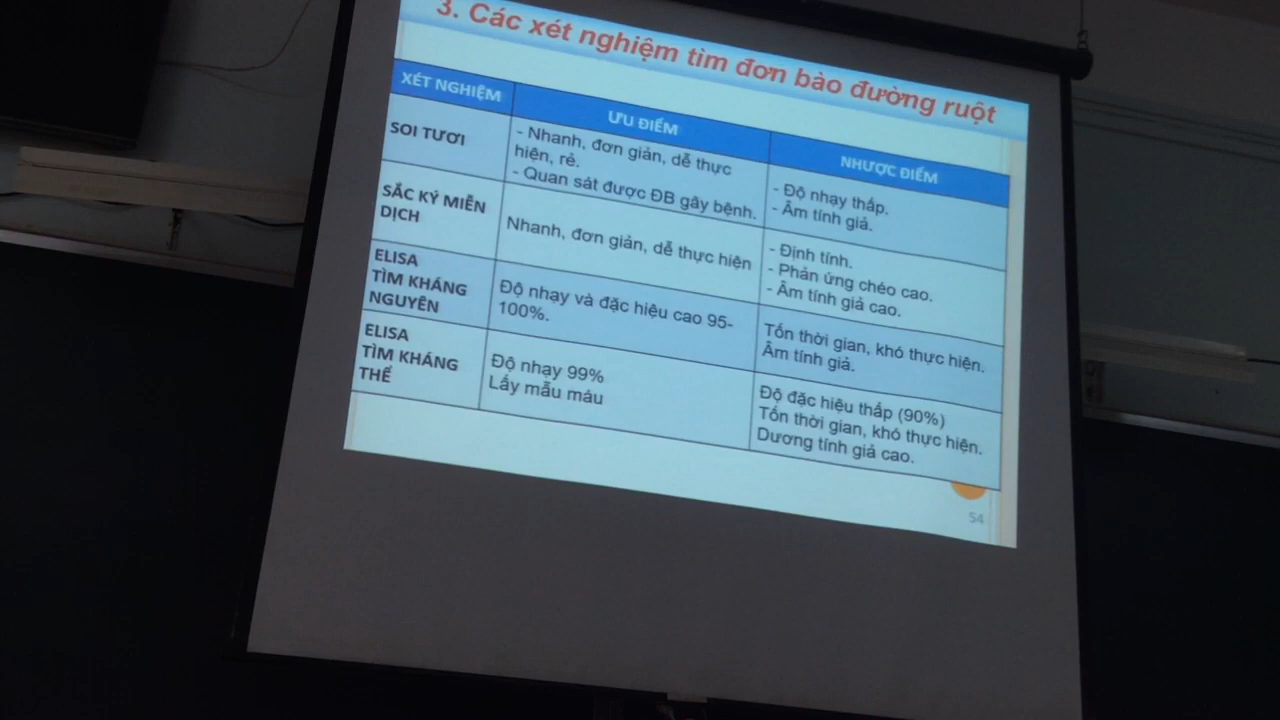 3. Các xét nghiệm tìm đơn bào đường ruột
XÉT NGHIỆM
ƯU ĐIỂM
NHƯỢC ĐIỂM
SOI TƯƠI
- Nhanh, đơn giản, dễ thực
hiện, rẻ.
- Quan sát được ĐB gây bệnh.
- Độ nhạy thấp.
- Âm tính giả.
SẮC KÝ MIỄN
DỊCH
Nhanh, đơn giản, dễ thực hiện
- Định tính.
- Phản ứng chéo cao.
- Âm tính giả cao.
ELISA
TÌM KHÁNG
NGUYÊN
Độ nhạy và đặc hiệu cao 95-
100%.
Tốn thời gian, khó thực hiện.
Âm tính giả.
ELISA
TÌM KHÁNG
THỂ
Độ nhạy 99%
Lấy mẫu máu
Độ đặc hiệu thấp (90%)
Tốn thời gian, khó thực hiện.
Dương tính giả cao.
54